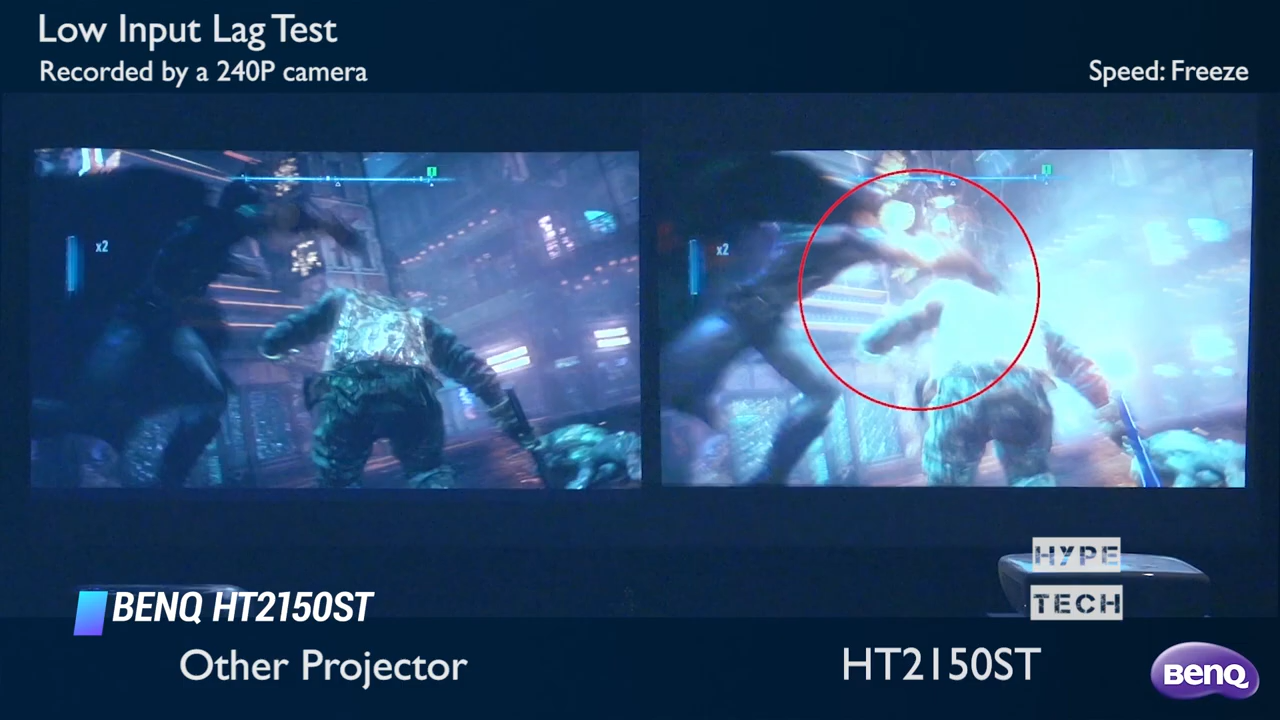 Low Input Lag Test
Recorded by a 240P camera
Speed: Freeze
x2
x2
HYPE
TECH
BENQ HT2150ST
Other Projector
HT2150ST
BenQ